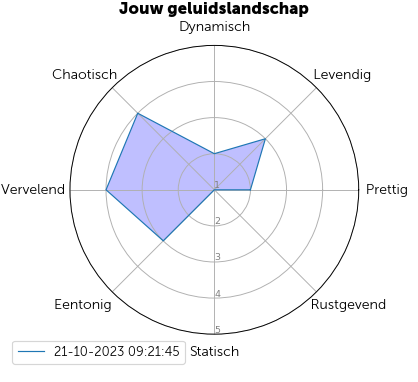 Jouw geluidslandschap
Dynamisch
Chaotisch
Levendig
Vervelend
1
Prettig
2
3
4
Eentonig
Rustgevend
5
21-10-2023 09:21:45
Statisch